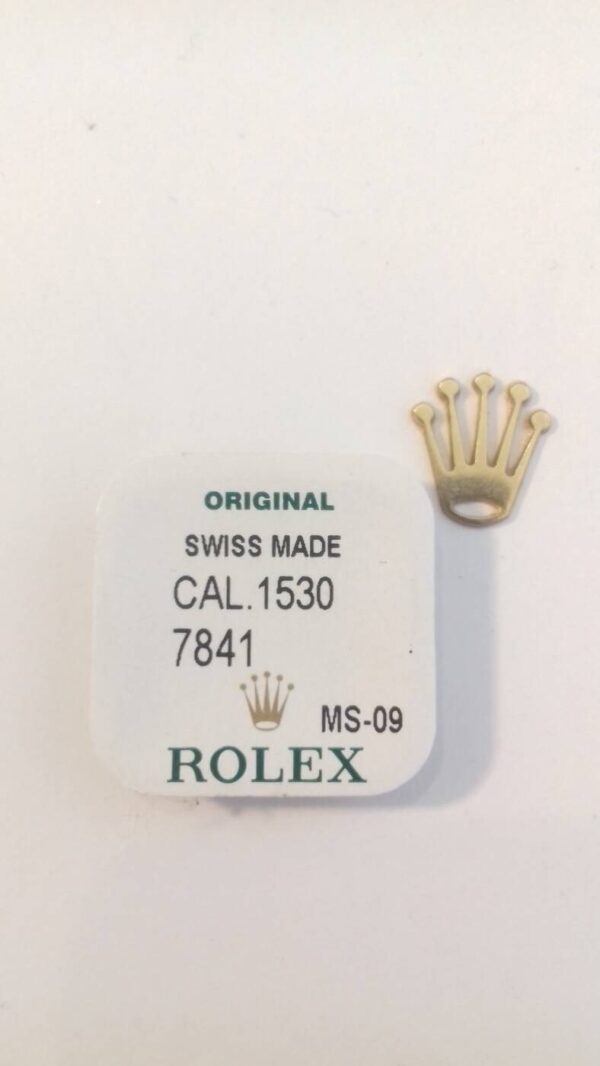 ORIGINAL
SWISS MADE
CAL.1530
7841
MS-09
ROLEX